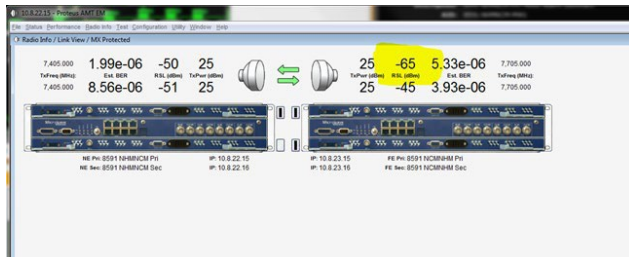 10.8.22.15 - Proteus AMT EM
File Status Performance Radio Info Test Configuration Utility Window Help
Radio Info / Link View / MX Protected
7,405.000 1.99e-06 -50 25 25 -65 5.33e-06 7,705.000
TxFreq (MHz): Est. BER RSL (dBm) TxPwr (dBm) TxPwr (dBm) RSL (dBm) Est. BER TxFreq (MHz):
7,405.000 8.56e-06 -51 25 25 -45 3.93e-06 7,705.000
NE Pri: 8591 NHMNCM Pri IP: 10.8.22.15 IP: 10.8.23.15 FE Pri: 8591 NCMNHM Pri
NE Sec: 8591 NHMNCM Sec IP: 10.8.22.16 IP: 10.8.23.16 FE Sec: 8591 NCMNHM Sec